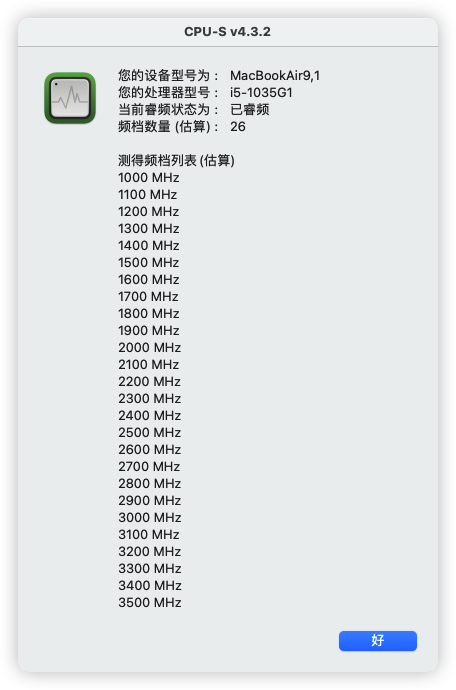 CPU-S v4.3.2
您的设备型号为： MacBookAir9,1
您的处理器型号： i5-1035G1
当前睿频状态为： 已睿频
频档数量 (估算)： 26
测得频档列表 (估算)
1000 MHz
1100 MHz
1200 MHz
1300 MHz
1400 MHz
1500 MHz
1600 MHz
1700 MHz
1800 MHz
1900 MHz
2000 MHz
2100 MHz
2200 MHz
2300 MHz
2400 MHz
2500 MHz
2600 MHz
2700 MHz
2800 MHz
2900 MHz
3000 MHz
3100 MHz
3200 MHz
3300 MHz
3400 MHz
3500 MHz
好